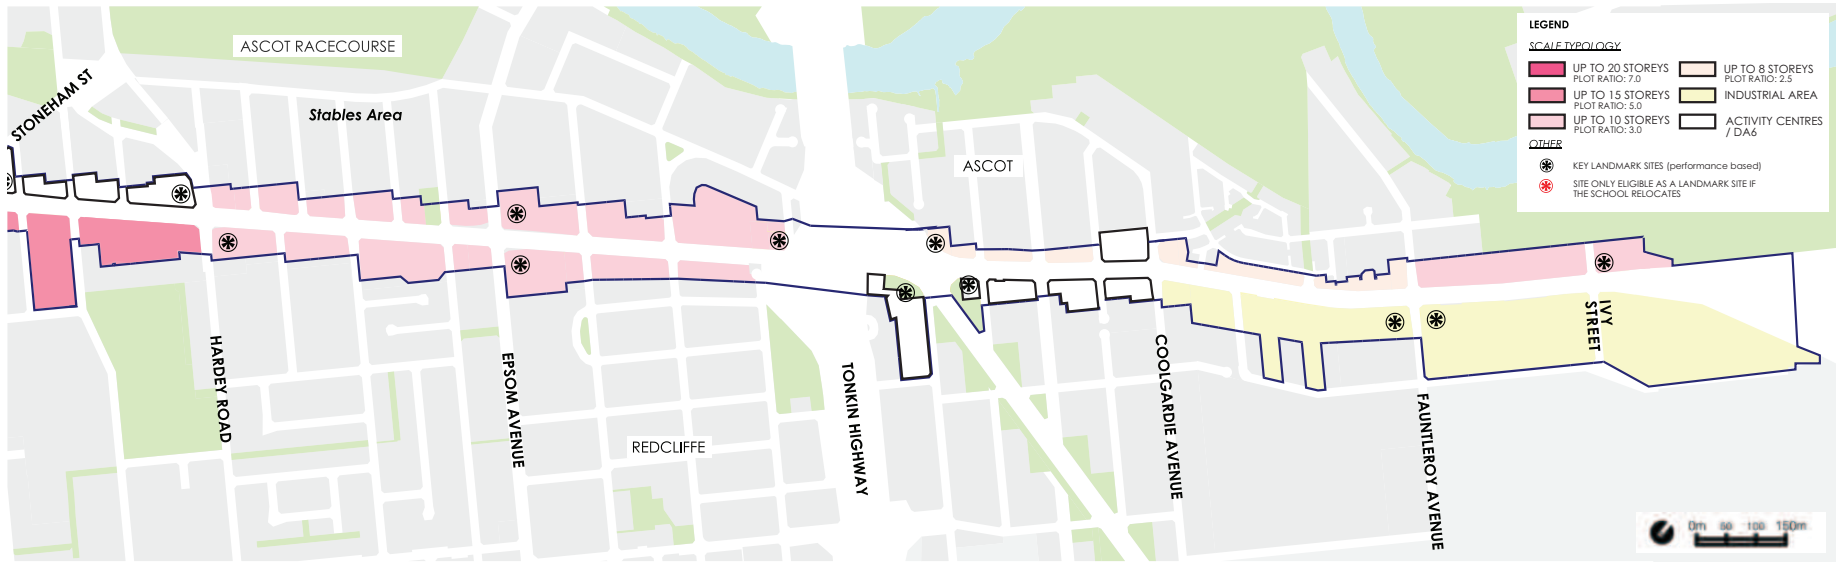 ASCOT RACECOURSE
STONEHAM ST
Stables Area
ASCOT
LEGEND
SCALE TYPOLOGY
UP TO 20 STOREYS
PLOT RATIO: 7.0
UP TO 15 STOREYS
PLOT RATIO: 5.0
UP TO 10 STOREYS
PLOT RATIO: 3.0
UP TO 8 STOREYS
PLOT RATIO: 2.5
INDUSTRIAL AREA
ACTIVITY CENTRES
/ DA6
OTHER
KEY LANDMARK SITES (performance based)
SITE ONLY ELIGIBLE AS A LANDMARK SITE IF
THE SCHOOL RELOCATES
HARDEY ROAD
EPSOM AVENUE
REDCLIFFE
TONKIN HIGHWAY
COOLGARDIE AVENUE
FAUNTLEROY AVENUE
IVY
STREET
0m 50 100 150m